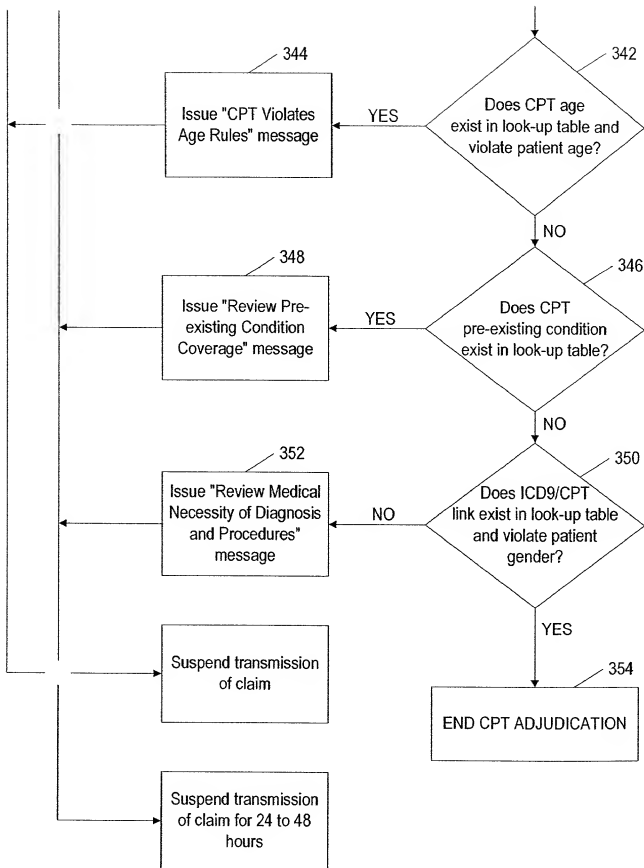 344
342
Issue "CPT Violates
Age Rules" message
YES
Does CPT age
exist in look-up table and
violate patient age?
NO
348
346
Issue "Review Pre-
existing Condition
Coverage" message
YES
Does CPT
pre-existing condition
exist in look-up table?
NO
352
350
Issue "Review Medical
Necessity of Diagnosis
and Procedures"
message
NO
Does ICD9/CPT
link exist in look-up table
and violate patient
gender?
YES
Suspend transmission
of claim
354
END CPT ADJUDICATION
Suspend transmission
of claim for 24 to 48
hours